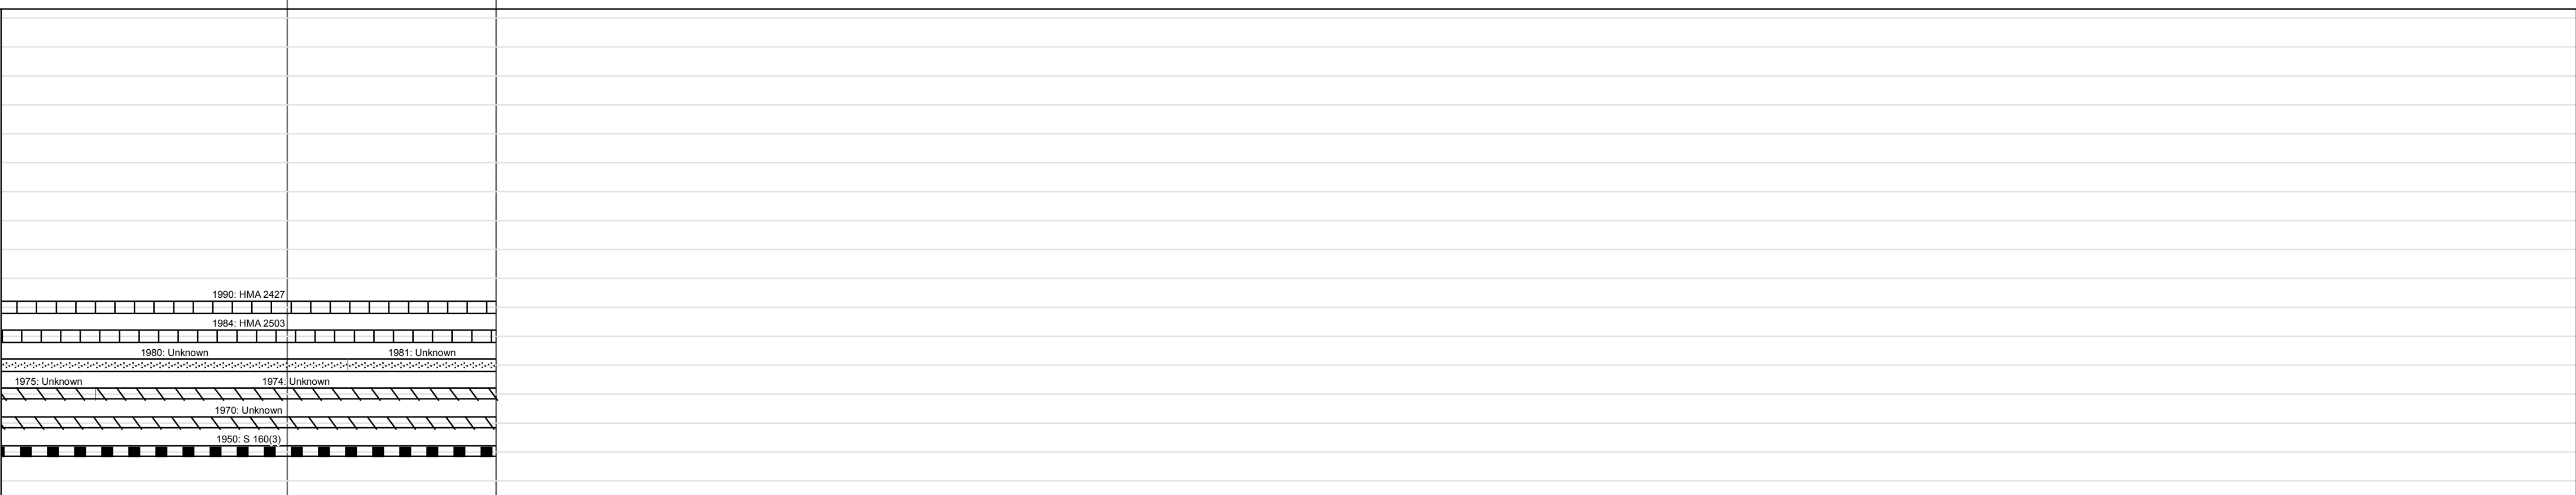 1990: HMA 2427
1984: HMA 2503
1980: Unknown 1981: Unknown
1975: Unknown 1974: Unknown
1970: Unknown
1950: S 160(3)